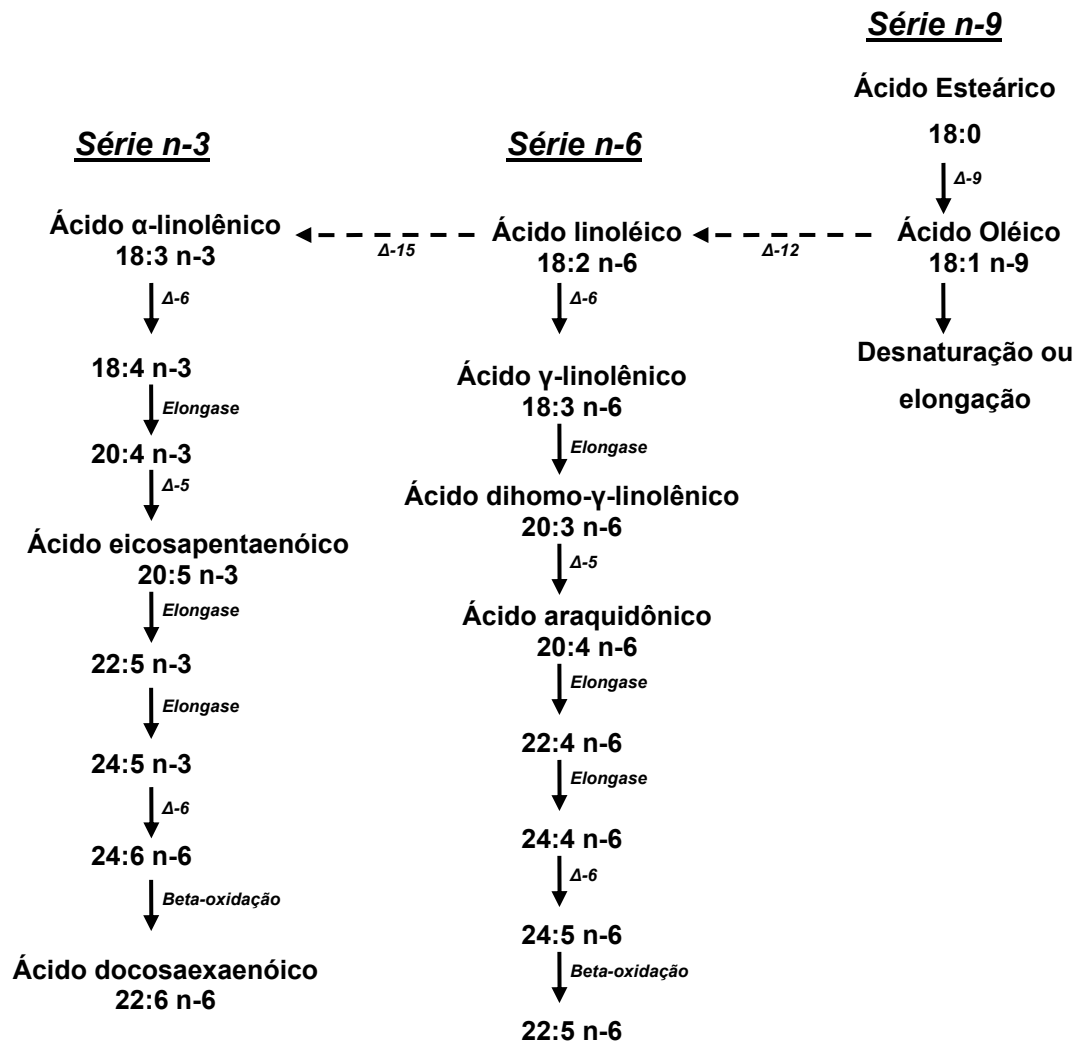 Série n-9
Ácido Esteárico
18:0
Δ-9
Ácido Oléico
18:1 n-9
Desnaturação ou
elongação
Δ-12
Série n-6
Ácido linoléico
18:2 n-6
Δ-6
Ácido γ-linolênico
18:3 n-6
Elongase
Ácido dihomo-γ-linolênico
20:3 n-6
Δ-5
Ácido araquidônico
20:4 n-6
Elongase
22:4 n-6
Elongase
24:4 n-6
Δ-6
24:5 n-6
Beta-oxidação
22:5 n-6
Δ-15
Série n-3
Ácido α-linolênico
18:3 n-3
Δ-6
18:4 n-3
Elongase
20:4 n-3
Δ-5
Ácido eicosapentaenóico
20:5 n-3
Elongase
22:5 n-3
Elongase
24:5 n-3
Δ-6
24:6 n-6
Beta-oxidação
Ácido docosaexaenóico
22:6 n-6